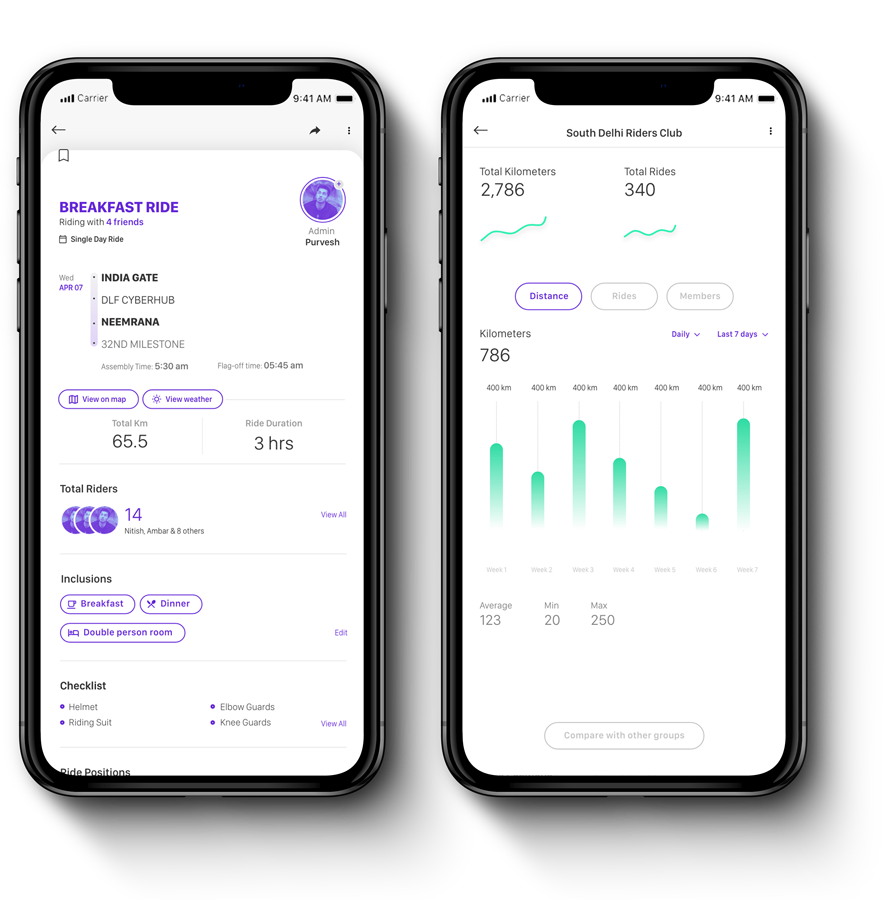 Carrier
9:41 AM
BREAKFAST RIDE
Riding with 4 friends
Single Day Ride
Admin
Purvesh
Wed
APR 07
INDIA GATE
DLF CYBERHUB
NEEMRANA
32ND MILESTONE
Assembly Time: 5:30 am
Flag-off time: 05:45 am
View on map
View weather
Total Km
65.5
Ride Duration
3 hrs
Total Riders
14
Nitish, Ambar & 8 others
View All
Inclusions
Breakfast
Dinner
Double person room
Edit
Checklist
Helmet
Elbow Guards
Riding Suit
Knee Guards
View All
Ride Positions
Carrier
9:41 AM
South Delhi Riders Club
Total Kilometers
2,786
Total Rides
340
Distance
Rides
Members
Kilometers
786
Daily
Last 7 days
400 km 400 km 400 km 400 km 400 km 400 km 400 km
Week 1 Week 2 Week 3 Week 4 Week 5 Week 6 Week 7
Average
123
Min
20
Max
250
Compare with other groups